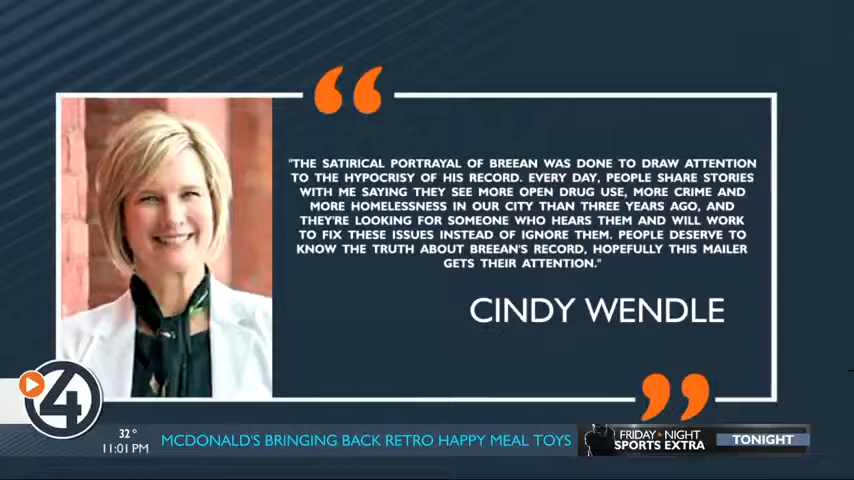 "THE SATIRICAL PORTRAYAL OF BREEAN WAS DONE TO DRAW ATTENTION
TO THE HYPOCRISY OF HIS RECORD. EVERY DAY, PEOPLE SHARE STORIES
WITH ME SAYING THEY SEE MORE OPEN DRUG USE, MORE CRIME AND
MORE HOMELESSNESS IN OUR CITY THAN THREE YEARS AGO, AND
THEY'RE LOOKING FOR SOMEONE WHO HEARS THEM AND WILL WORK
TO FIX THESE ISSUES INSTEAD OF IGNORE THEM. PEOPLE DESERVE TO
KNOW THE TRUTH ABOUT BREEAN'S RECORD, HOPEFULLY THIS MAILER
GETS THEIR ATTENTION."
CINDY WENDLE
4
32°
11:01 PM
MCDONALD'S BRINGING BACK RETRO HAPPY MEAL TOYS
FRIDAY NIGHT
SPORTS EXTRA
TONIGHT